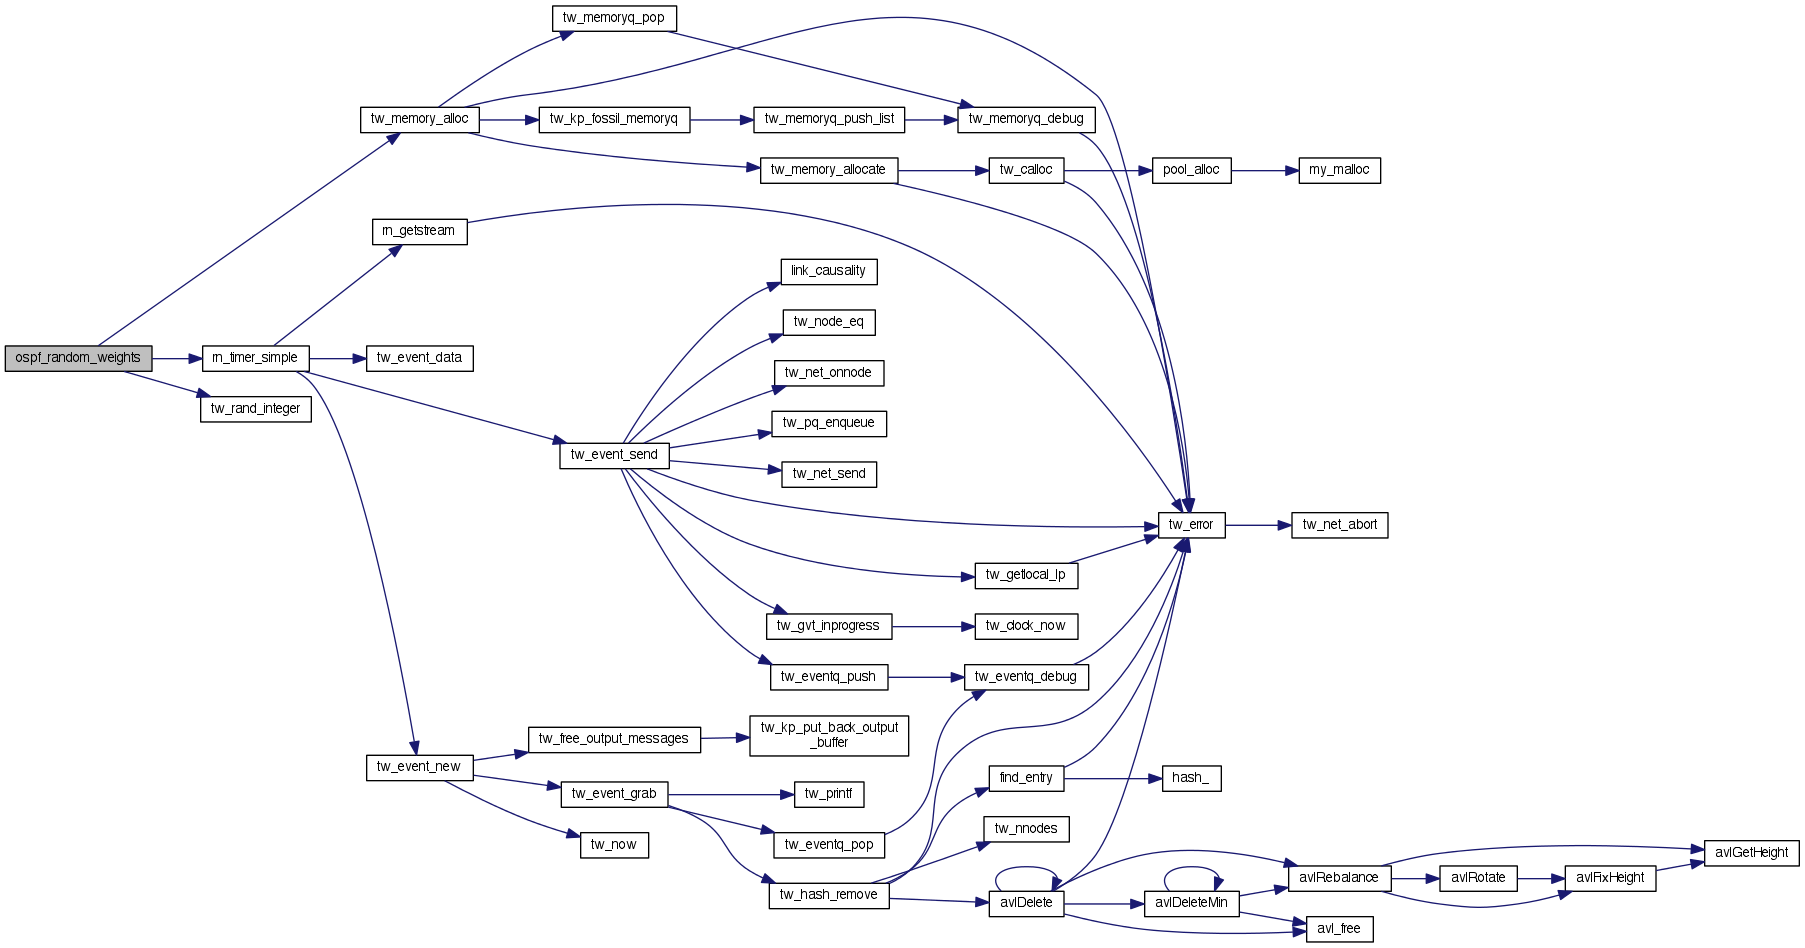 tw_memoryq_pop
tw_memory_alloc
tw_kp_fossil_memoryq
tw_memoryq_push_list
tw_memoryq_debug
tw_memory_allocate
tw_calloc
pool_alloc
my_malloc
rn_getstream
link_causality
tw_node_eq
ospf_random_weights
rn_timer_simple
tw_event_data
tw_net_onnode
tw_rand_integer
tw_pq_enqueue
tw_event_send
tw_net_send
tw_error
tw_net_abort
tw_getlocal_lp
tw_gvt_inprogress
tw_clock_now
tw_eventq_push
tw_eventq_debug
tw_free_output_messages
tw_kp_put_back_output
_buffer
tw_event_new
find_entry
hash_
tw_event_grab
tw_printf
tw_nnodes
tw_now
tw_eventq_pop
avlGetHeight
avlRebalance
avlRotate
avlFixHeight
tw_hash_remove
avlDelete
avlDeleteMin
avl_free